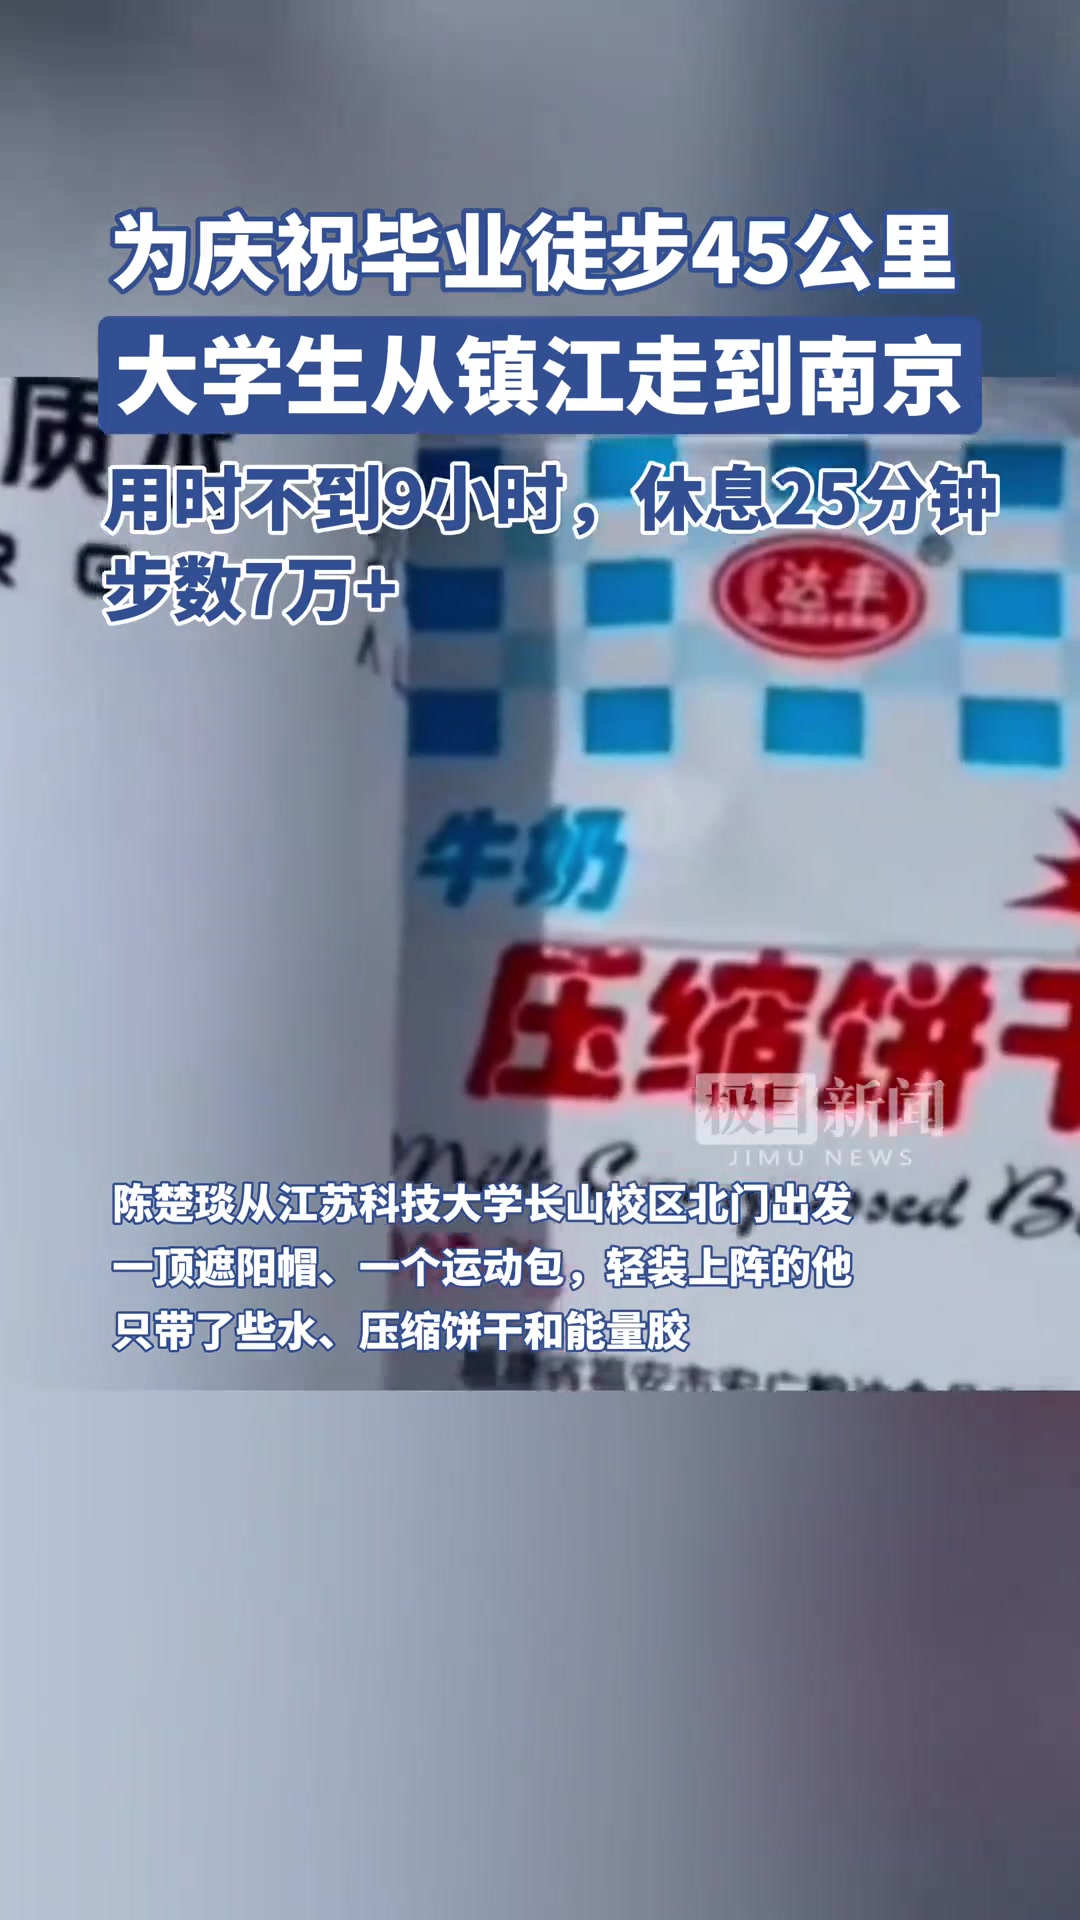 为庆祝毕业徒步45公里
大学生从镇江走到南京
用时不到9小时，休息25分钟
步数7万+
质
R
达丰
牛奶
压缩饼干
极目新闻
JIMU NEWS
Milk Compressed B
陈楚琰从江苏科技大学长山校区北门出发
一顶遮阳帽、一个运动包，轻装上阵的他
只带了些水、压缩饼干和能量胶